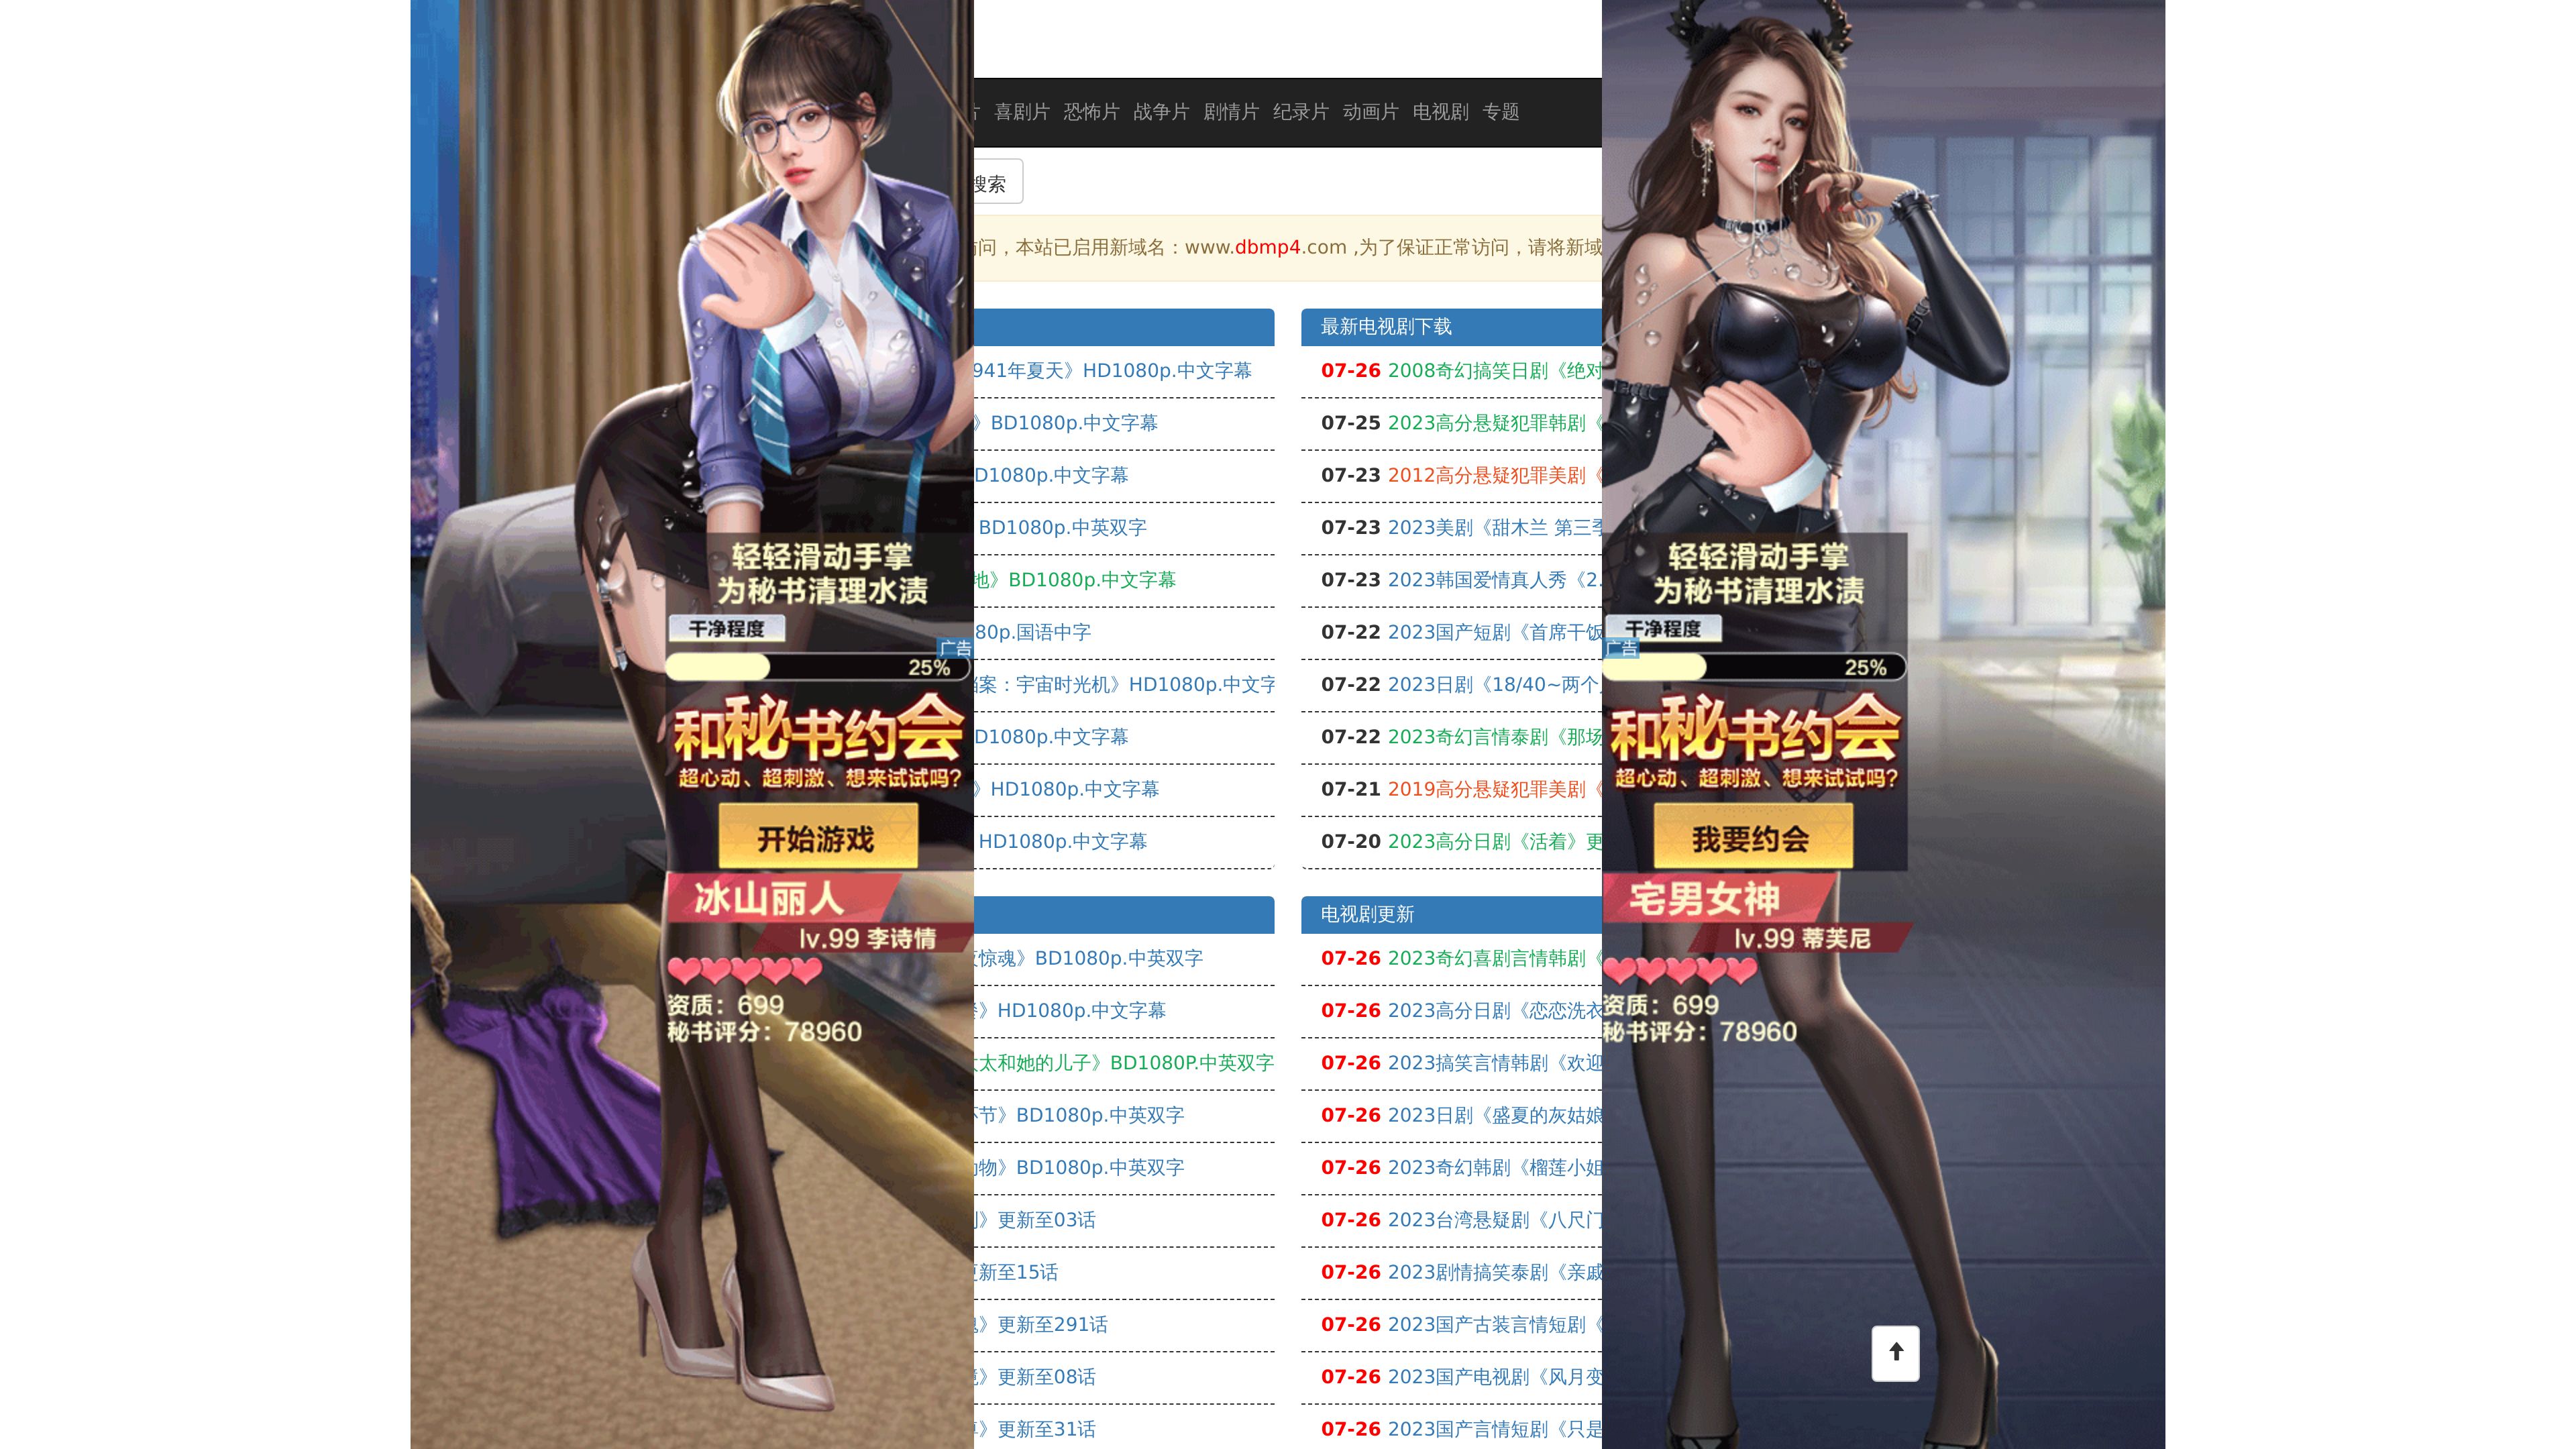 喜剧片 恐怖片 战争片 剧情片 纪录片 动画片 电视剧 专题
搜索
问，本站已启用新域名：www.dbmp4.com ,为了保证正常访问，请将新域
941年夏天》HD1080p.中文字幕
》BD1080p.中文字幕
D1080p.中文字幕
BD1080p.中英双字
地》BD1080p.中文字幕
80p.国语中字
档案：宇宙时光机》HD1080p.中文字
D1080p.中文字幕
》HD1080p.中文字幕
HD1080p.中文字幕
最新电视剧下载
07-26 2008奇幻搞笑日剧《绝对
07-25 2023高分悬疑犯罪韩剧《
07-23 2012高分悬疑犯罪美剧《
07-23 2023美剧《甜木兰 第三季
07-23 2023韩国爱情真人秀《2.
07-22 2023国产短剧《首席干饭
07-22 2023日剧《18/40~两个
07-22 2023奇幻言情泰剧《那场
07-21 2019高分悬疑犯罪美剧《
07-20 2023高分日剧《活着》更
惊魂》BD1080p.中英双字
》HD1080p.中文字幕
太和她的儿子》BD1080P.中英双字
节》BD1080p.中英双字
物》BD1080p.中英双字
》更新至03话
新至15话
》更新至291话
》更新至08话
》更新至31话
电视剧更新
07-26 2023奇幻喜剧言情韩剧《
07-26 2023高分日剧《恋恋洗衣
07-26 2023搞笑言情韩剧《欢迎
07-26 2023日剧《盛夏的灰姑娘
07-26 2023奇幻韩剧《榴莲小姐
07-26 2023台湾悬疑剧《八尺门
07-26 2023剧情搞笑泰剧《亲戚
07-26 2023国产古装言情短剧《
07-26 2023国产电视剧《风月变
07-26 2023国产言情短剧《只是
轻轻滑动手掌
为秘书清理水渍
干净程度
广告
25%
和秘书约会
超心动、超刺激、想来试试吗?
开始游戏
冰山丽人
lv.99 李诗情
资质：699
秘书评分：78960
轻轻滑动手掌
为秘书清理水渍
干净程度
广告
25%
和秘书约会
超心动、超刺激、想来试试吗?
我要约会
宅男女神
lv.99 蒂芙尼
资质：699
秘书评分：78960